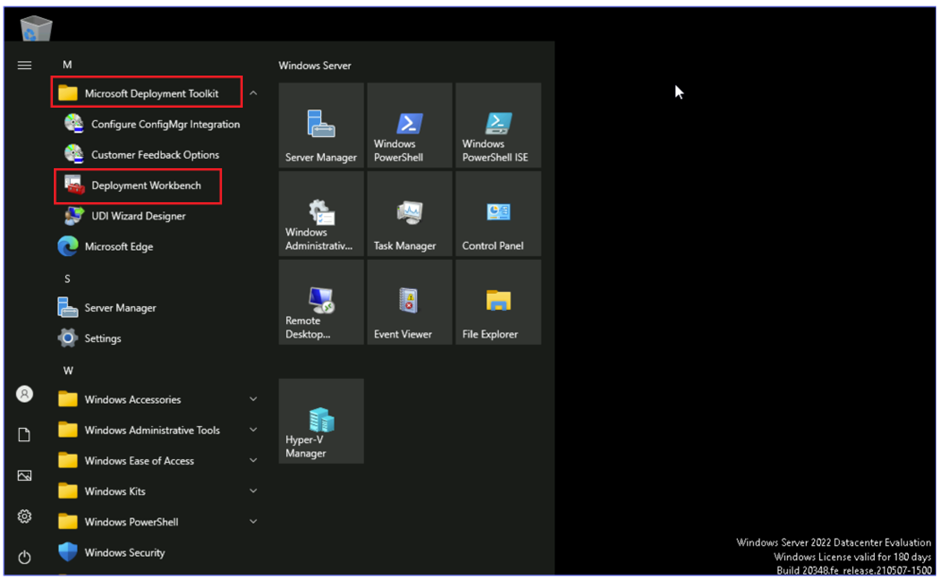 M
Microsoft Deployment Toolkit
Configure ConfigMgr Integration
Customer Feedback Options
Deployment Workbench
UDI Wizard Designer
Microsoft Edge
S
Server Manager
Settings
W
Windows Accessories
Windows Administrative Tools
Windows Ease of Access
Windows Kits
Windows PowerShell
Windows Security
Windows Server
Server Manager
Windows
PowerShell
Windows
PowerShell ISE
Windows
Administrativ...
Task Manager
Control Panel
Remote
Desktop...
Event Viewer
File Explorer
Hyper-V
Manager
Windows Server 2022 Datacenter Evaluation
Windows License valid for 180 days
Build 20348.fe_release.210507-1500